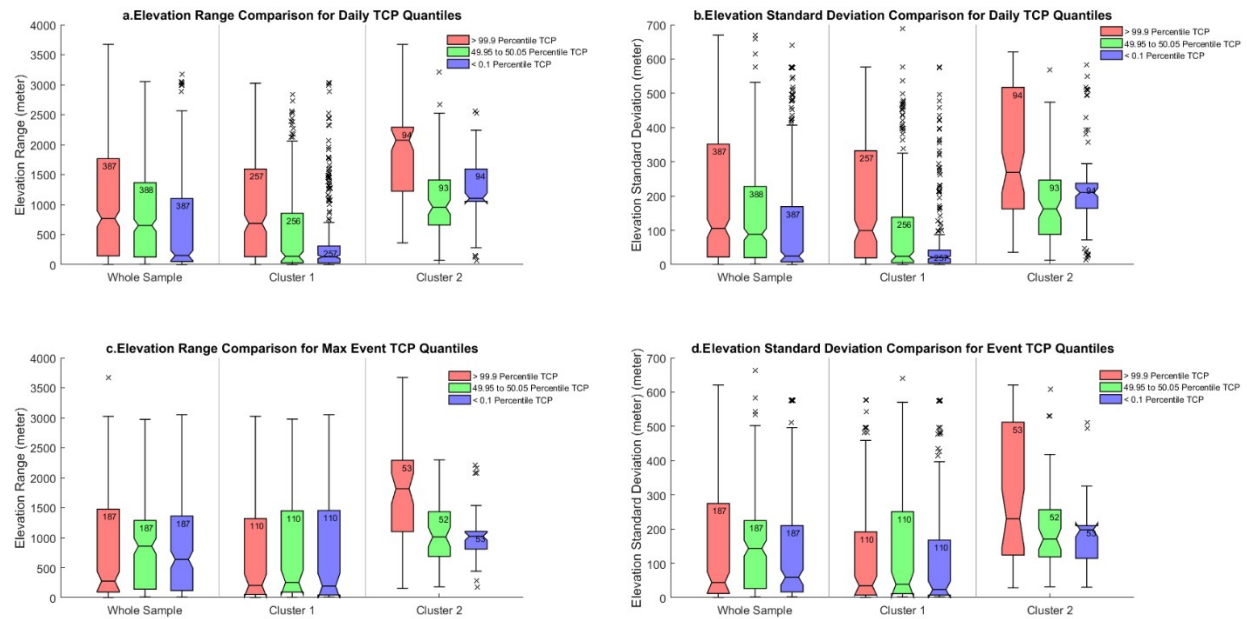 a.Elevation Range Comparison for Daily TCP Quantiles
Elevation Range (meter)
4000
3500
3000
2500
2000
1500
1000
500
0
> 99.9 Percentile TCP
49.95 to 50.05 Percentile TCP
< 0.1 Percentile TCP
387
388
387
257
256
257
94
93
94
Whole Sample
Cluster 1
Cluster 2
b.Elevation Standard Deviation Comparison for Daily TCP Quantiles
Elevation Standard Deviation (meter)
700
600
500
400
300
200
100
0
> 99.9 Percentile TCP
49.95 to 50.05 Percentile TCP
< 0.1 Percentile TCP
387
388
387
257
256
257
94
93
94
Whole Sample
Cluster 1
Cluster 2
c.Elevation Range Comparison for Max Event TCP Quantiles
Elevation Range (meter)
4000
3500
3000
2500
2000
1500
1000
500
0
> 99.9 Percentile TCP
49.95 to 50.05 Percentile TCP
< 0.1 Percentile TCP
187
187
187
110
110
110
53
52
53
Whole Sample
Cluster 1
Cluster 2
d.Elevation Standard Deviation Comparison for Event TCP Quantiles
Elevation Standard Deviation (meter)
700
600
500
400
300
200
100
0
> 99.9 Percentile TCP
49.95 to 50.05 Percentile TCP
< 0.1 Percentile TCP
187
187
187
110
110
110
53
52
53
Whole Sample
Cluster 1
Cluster 2